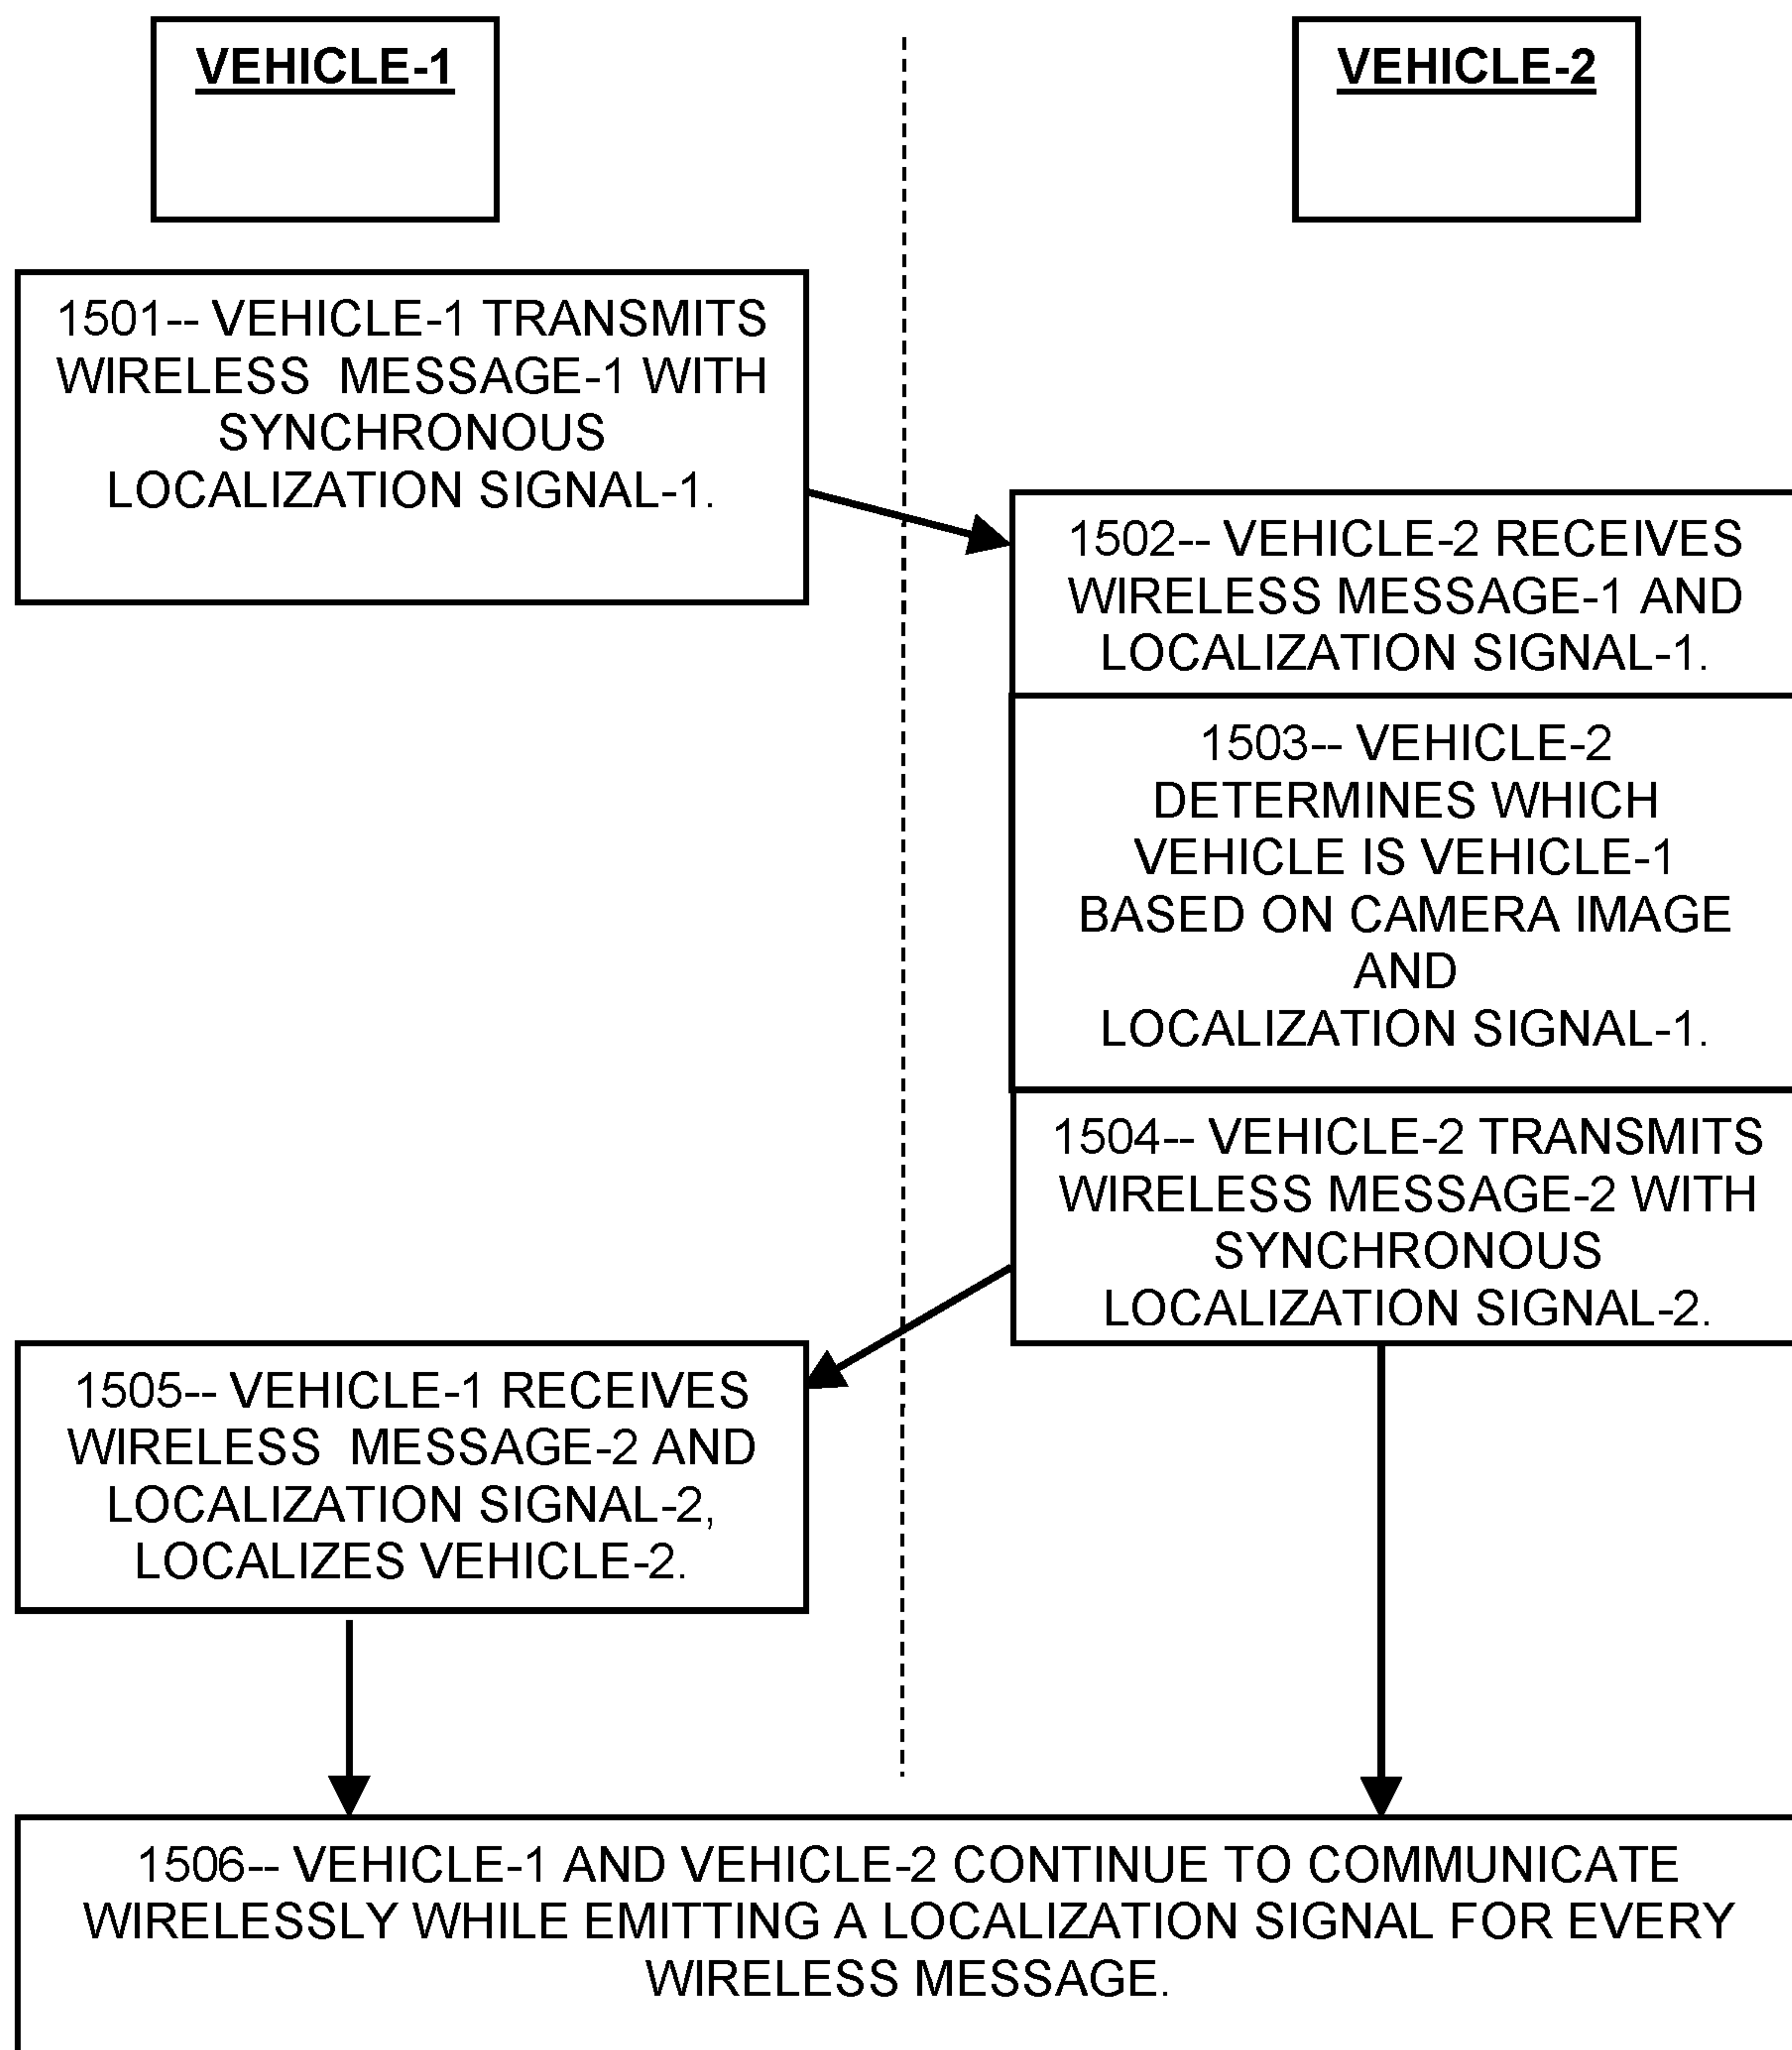 VEHICLE-1
VEHICLE-2
1501-- VEHICLE-1 TRANSMITS
WIRELESS  MESSAGE-1 WITH
SYNCHRONOUS
LOCALIZATION SIGNAL-1.
1502-- VEHICLE-2 RECEIVES
WIRELESS MESSAGE-1 AND
LOCALIZATION SIGNAL-1.
1503-- VEHICLE-2
DETERMINES WHICH
VEHICLE IS VEHICLE-1
BASED ON CAMERA IMAGE
AND
LOCALIZATION SIGNAL-1.
1504-- VEHICLE-2 TRANSMITS
WIRELESS MESSAGE-2 WITH
SYNCHRONOUS
LOCALIZATION SIGNAL-2.
1505-- VEHICLE-1 RECEIVES
WIRELESS  MESSAGE-2 AND
LOCALIZATION SIGNAL-2,
LOCALIZES VEHICLE-2.
1506-- VEHICLE-1 AND VEHICLE-2 CONTINUE TO COMMUNICATE
WIRELESSLY WHILE EMITTING A LOCALIZATION SIGNAL FOR EVERY
WIRELESS MESSAGE.